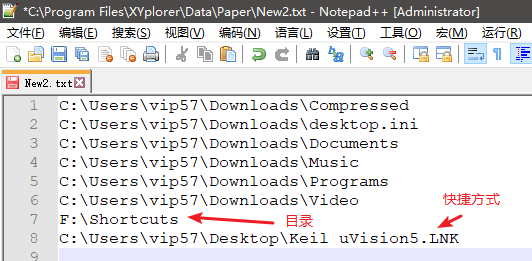 *C:\Program Files\XYplorer\Data\Paper\New2.txt - Notepad++ [Administrator]
文件(F) 编辑(E) 搜索(S) 视图(V) 编码(N) 语言(L) 设置(T) 工具(O) 宏(M) 运行(R)
New2.txt
1 C:\Users\vip57\Downloads\Compressed
2 C:\Users\vip57\Downloads\desktop.ini
3 C:\Users\vip57\Downloads\Documents
4 C:\Users\vip57\Downloads\Music
5 C:\Users\vip57\Downloads\Programs
6 C:\Users\vip57\Downloads\Video
快捷方式
7 F:\Shortcuts 目录
8 C:\Users\vip57\Desktop\Keil uVision5.LNK
9